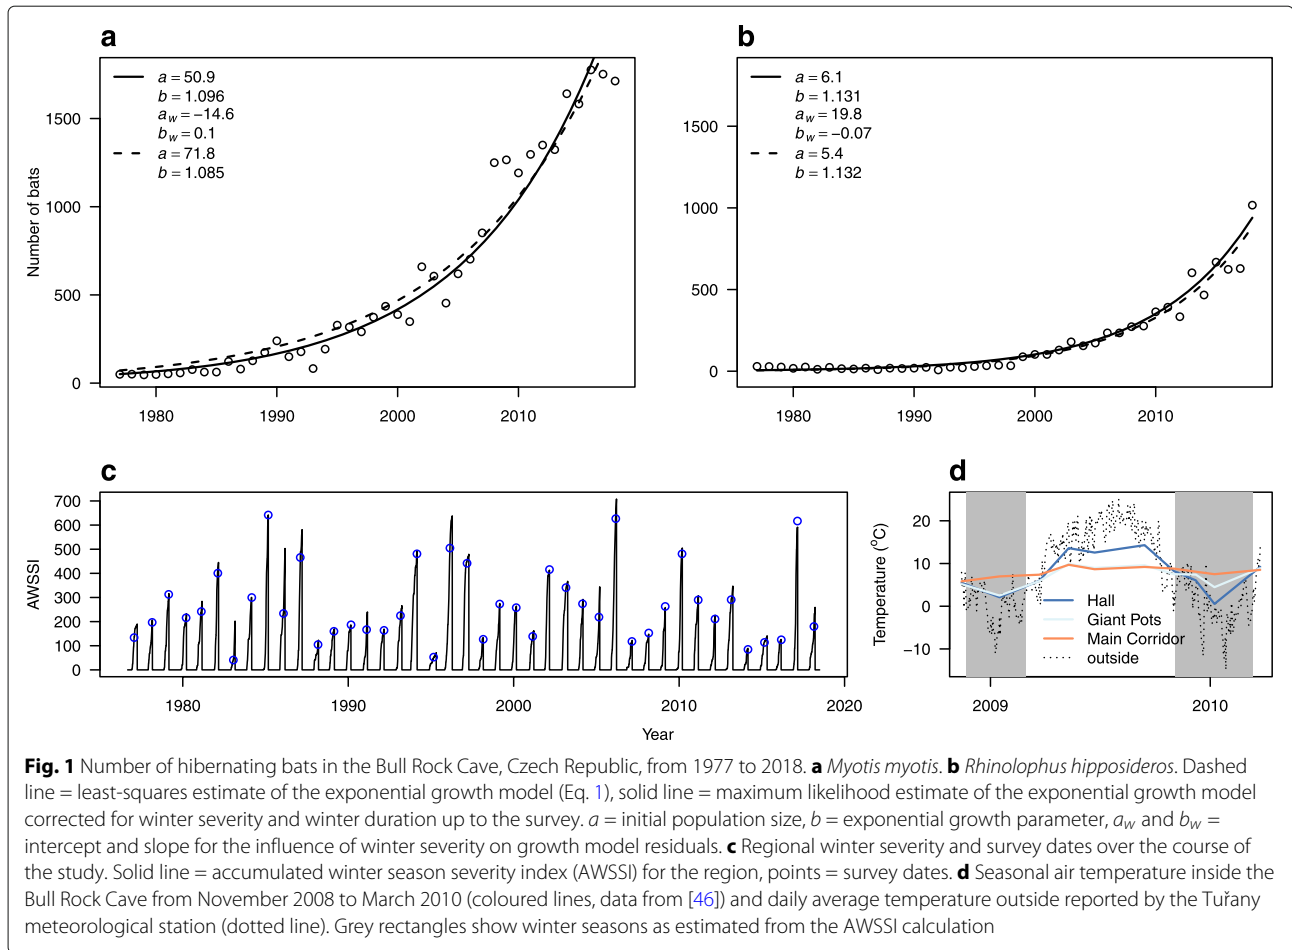 a
b
a = 50.9
b = 1.096
a_w = −14.6
b_w = 0.1
a = 71.8
b = 1.085
1500
1000
500
0
Number of bats
1980
1990
2000
2010
a = 6.1
b = 1.131
a_w = 19.8
b_w = −0.07
a = 5.4
b = 1.132
1500
1000
500
0
1980
1990
2000
2010
c
700
600
500
400
300
200
100
0
AWSSI
1980
1990
2000
2010
2020
Year
d
20
10
0
−10
Temperature (°C)
Hall
Giant Pots
Main Corridor
outside
2009
2010
Fig. 1 Number of hibernating bats in the Bull Rock Cave, Czech Republic, from 1977 to 2018. a Myotis myotis. b Rhinolophus hipposideros. Dashed
line = least-squares estimate of the exponential growth model (Eq. 1), solid line = maximum likelihood estimate of the exponential growth model
corrected for winter severity and winter duration up to the survey. a = initial population size, b = exponential growth parameter, a_w and b_w =
intercept and slope for the influence of winter severity on growth model residuals. c Regional winter severity and survey dates over the course of
the study. Solid line = accumulated winter season severity index (AWSSI) for the region, points = survey dates. d Seasonal air temperature inside the
Bull Rock Cave from November 2008 to March 2010 (coloured lines, data from [46]) and daily average temperature outside reported by the Tuřany
meteorological station (dotted line). Grey rectangles show winter seasons as estimated from the AWSSI calculation